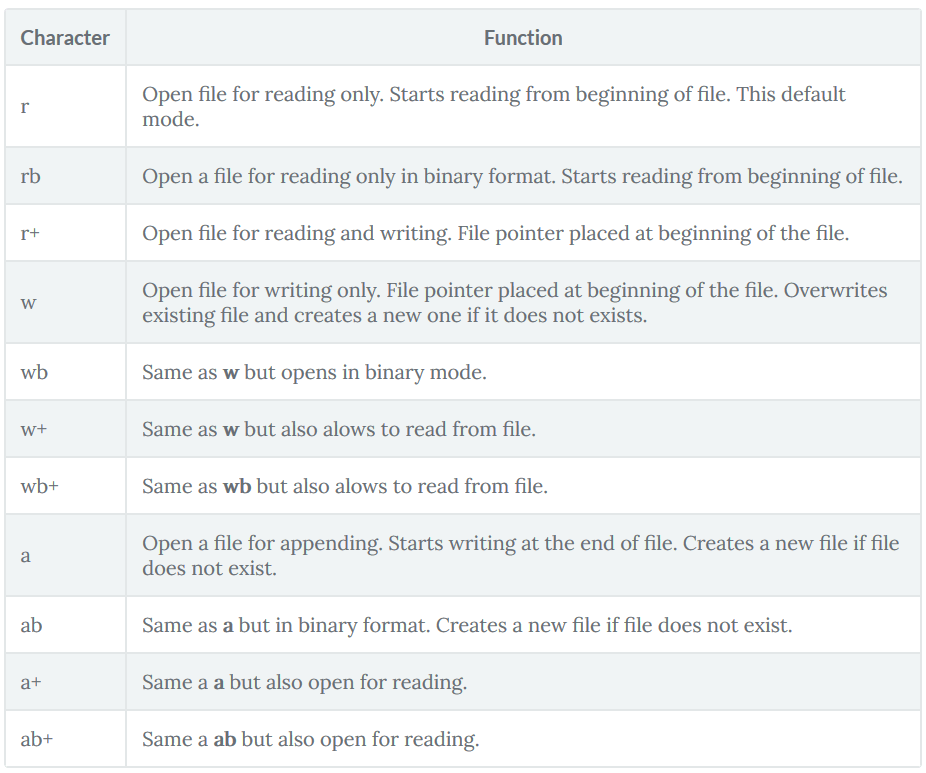 Character Function
r
Open file for reading only. Starts reading from beginning of file. This default
mode.
rb Open a file for reading only in binary format. Starts reading from beginning of file.
r+ Open file for reading and writing. File pointer placed at beginning of the file.
w
Open file for writing only. File pointer placed at beginning of the file. Overwrites
existing file and creates a new one if it does not exists.
wb Same as w but opens in binary mode.
w+ Same as w but also alows to read from file.
wb+ Same as wb but also alows to read from file.
a
Open a file for appending. Starts writing at the end of file. Creates a new file if file
does not exist.
ab Same as a but in binary format. Creates a new file if file does not exist.
a+ Same a a but also open for reading.
ab+ Same a ab but also open for reading.